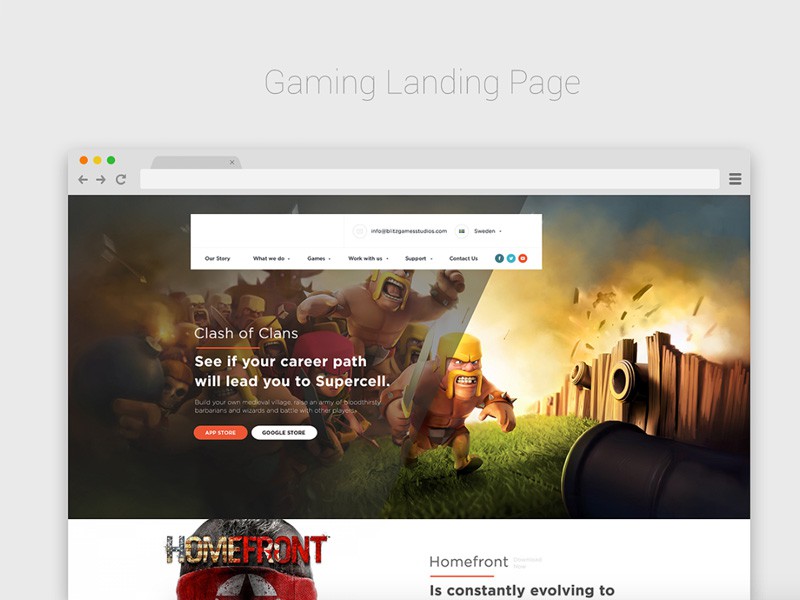 Gaming Landing Page
info@blitzgamesstudios.com
Sweden
Our Story
What we do
Games
Work with us
Support
Contact Us
Clash of Clans
See if your career path
will lead you to Supercell.
Build your own medieval village, raise an army of bloodthirsty
barbarians and wizards and battle with other players.
APP STORE
GOOGLE STORE
HOMEFRONT
Homefront
Download
Now
Is constantly evolving to